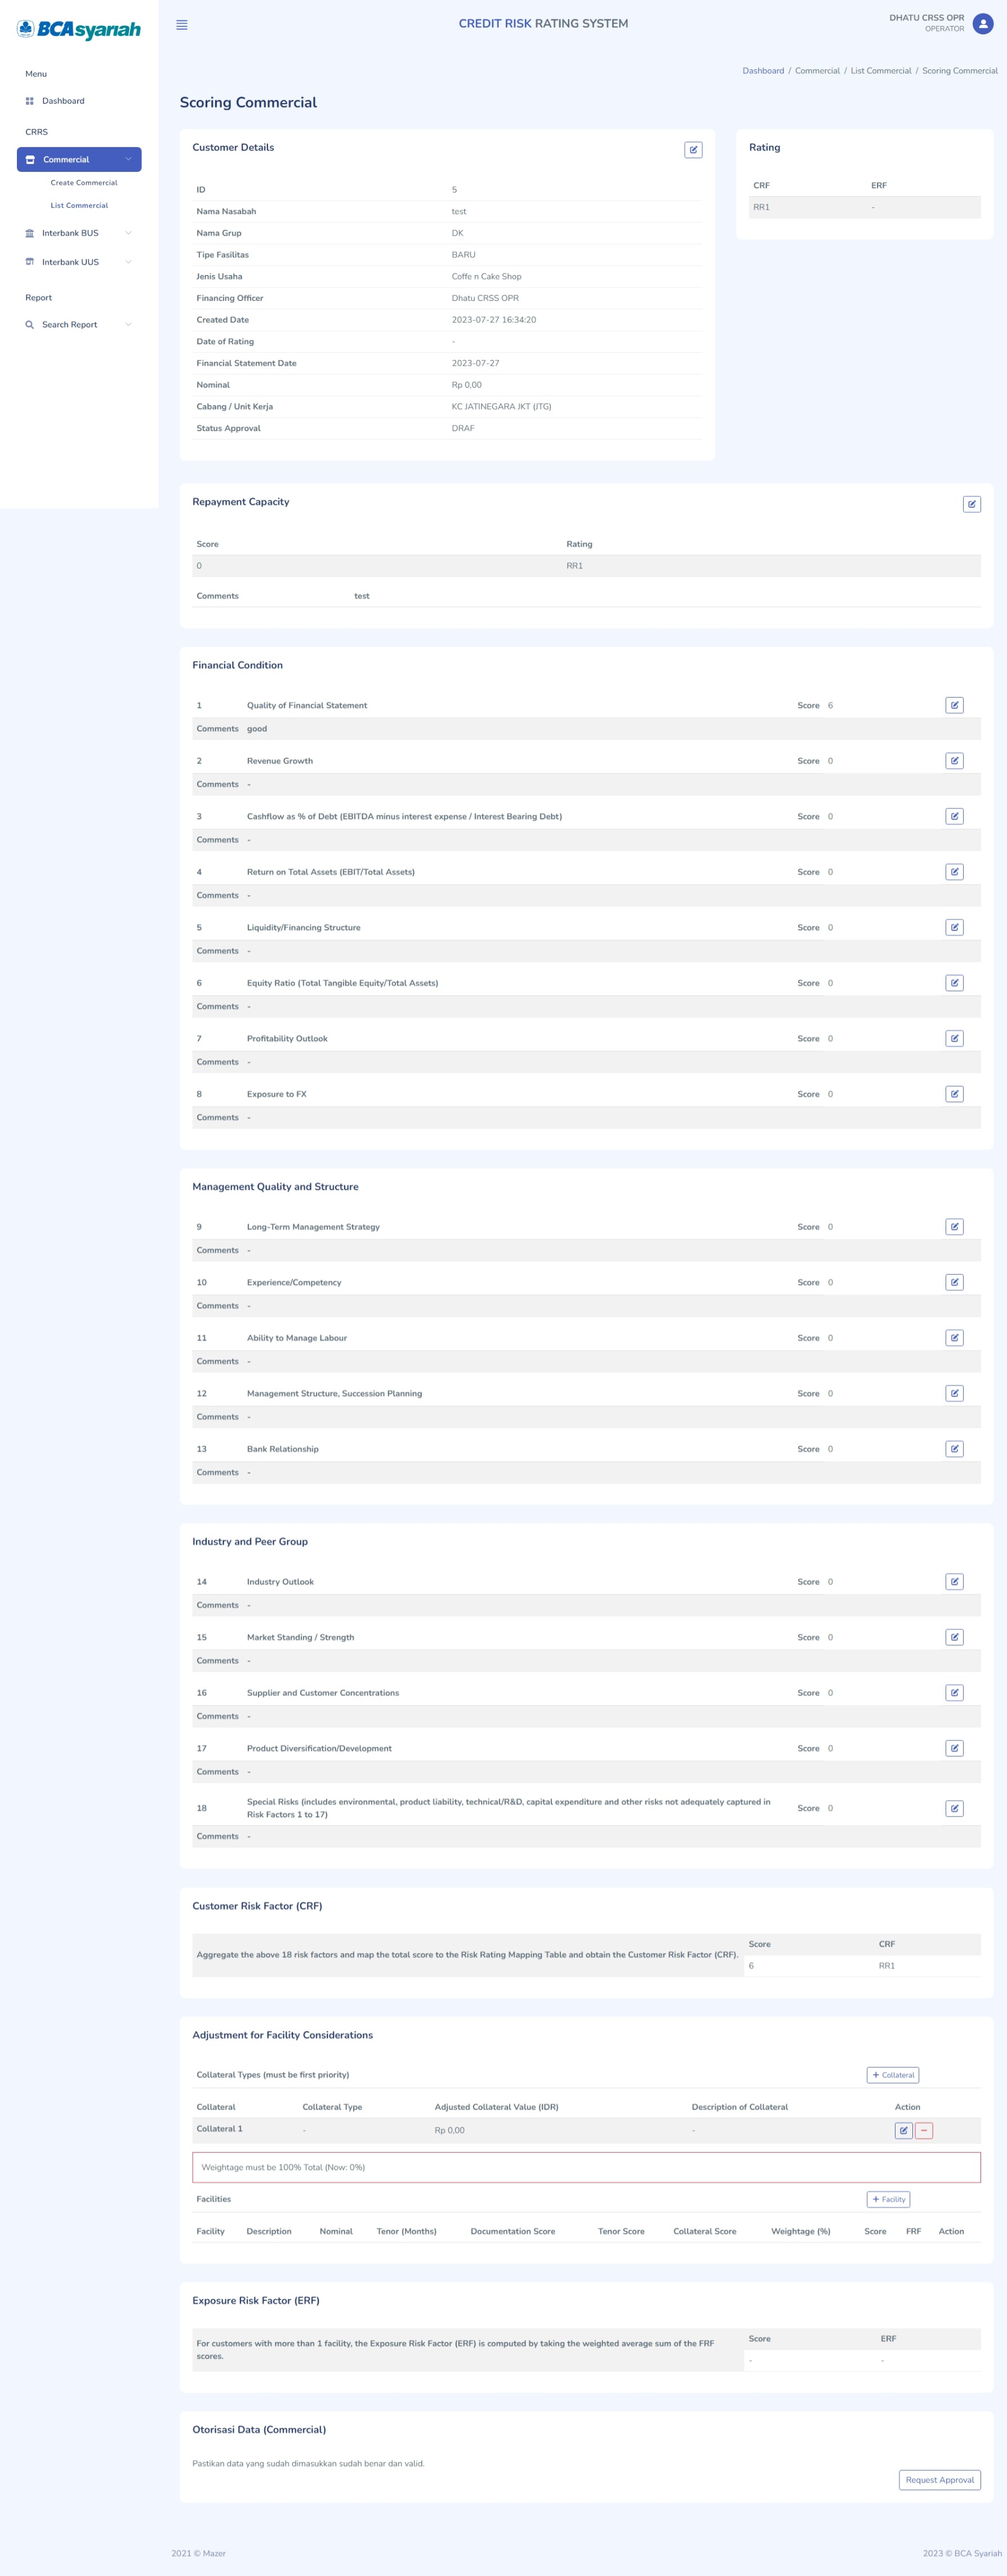 BCAsyariah
CREDIT RISK RATING SYSTEM
DHATU CRSS OPR
OPERATOR
Menu
Dashboard
CRRS
Commercial
Create Commercial
List Commercial
Interbank BUS
Interbank UUS
Report
Search Report
Dashboard / Commercial / List Commercial / Scoring Commercial
Scoring Commercial
Customer Details
ID 5
Nama Nasabah test
Nama Grup DK
Tipe Fasilitas BARU
Jenis Usaha Coffe n Cake Shop
Financing Officer Dhatu CRSS OPR
Created Date 2023-07-27 16:34:20
Date of Rating -
Financial Statement Date 2023-07-27
Nominal Rp 0,00
Cabang / Unit Kerja KC JATINEGARA JKT (JTG)
Status Approval DRAF
Rating
CRF ERF
RR1 -
Repayment Capacity
Score Rating
0 RR1
Comments test
Financial Condition
1 Quality of Financial Statement Score 6
Comments good
2 Revenue Growth Score 0
Comments -
3 Cashflow as % of Debt (EBITDA minus interest expense / Interest Bearing Debt) Score 0
Comments -
4 Return on Total Assets (EBIT/Total Assets) Score 0
Comments -
5 Liquidity/Financing Structure Score 0
Comments -
6 Equity Ratio (Total Tangible Equity/Total Assets) Score 0
Comments -
7 Profitability Outlook Score 0
Comments -
8 Exposure to FX Score 0
Comments -
Management Quality and Structure
9 Long-Term Management Strategy Score 0
Comments -
10 Experience/Competency Score 0
Comments -
11 Ability to Manage Labour Score 0
Comments -
12 Management Structure, Succession Planning Score 0
Comments -
13 Bank Relationship Score 0
Comments -
Industry and Peer Group
14 Industry Outlook Score 0
Comments -
15 Market Standing / Strength Score 0
Comments -
16 Supplier and Customer Concentrations Score 0
Comments -
17 Product Diversification/Development Score 0
Comments -
18 Special Risks (includes environmental, product liability, technical/R&D, capital expenditure and other risks not adequately captured in Score 0
Risk Factors 1 to 17)
Comments -
Customer Risk Factor (CRF)
Score CRF
Aggregate the above 18 risk factors and map the total score to the Risk Rating Mapping Table and obtain the Customer Risk Factor (CRF).
6 RR1
Adjustment for Facility Considerations
Collateral Types (must be first priority) + Collateral
Collateral Collateral Type Adjusted Collateral Value (IDR) Description of Collateral Action
Collateral 1 - Rp 0,00 -
Weightage must be 100% Total (Now: 0%)
Facilities + Facility
Facility Description Nominal Tenor (Months) Documentation Score Tenor Score Collateral Score Weightage (%) Score FRF Action
Exposure Risk Factor (ERF)
Score ERF
For customers with more than 1 facility, the Exposure Risk Factor (ERF) is computed by taking the weighted average sum of the FRF
scores.
- -
Otorisasi Data (Commercial)
Pastikan data yang sudah dimasukkan sudah benar dan valid.
Request Approval
2021 © Mazer
2023 © BCA Syariah